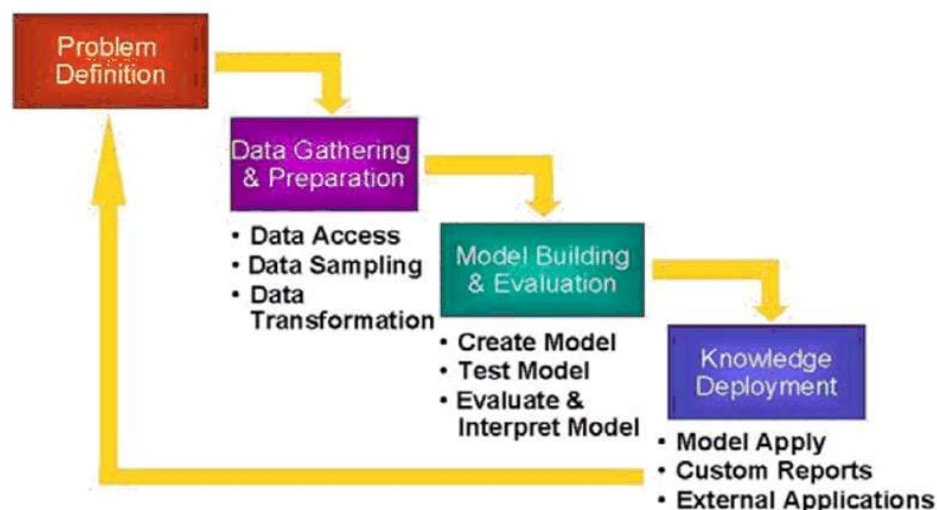 Problem
Definition
Data Gathering
& Preparation
• Data Access
• Data Sampling
• Data
Transformation
Model Building
& Evaluation
• Create Model
• Test Model
• Evaluate &
Interpret Model
Knowledge
Deployment
• Model Apply
• Custom Reports
• External Applications